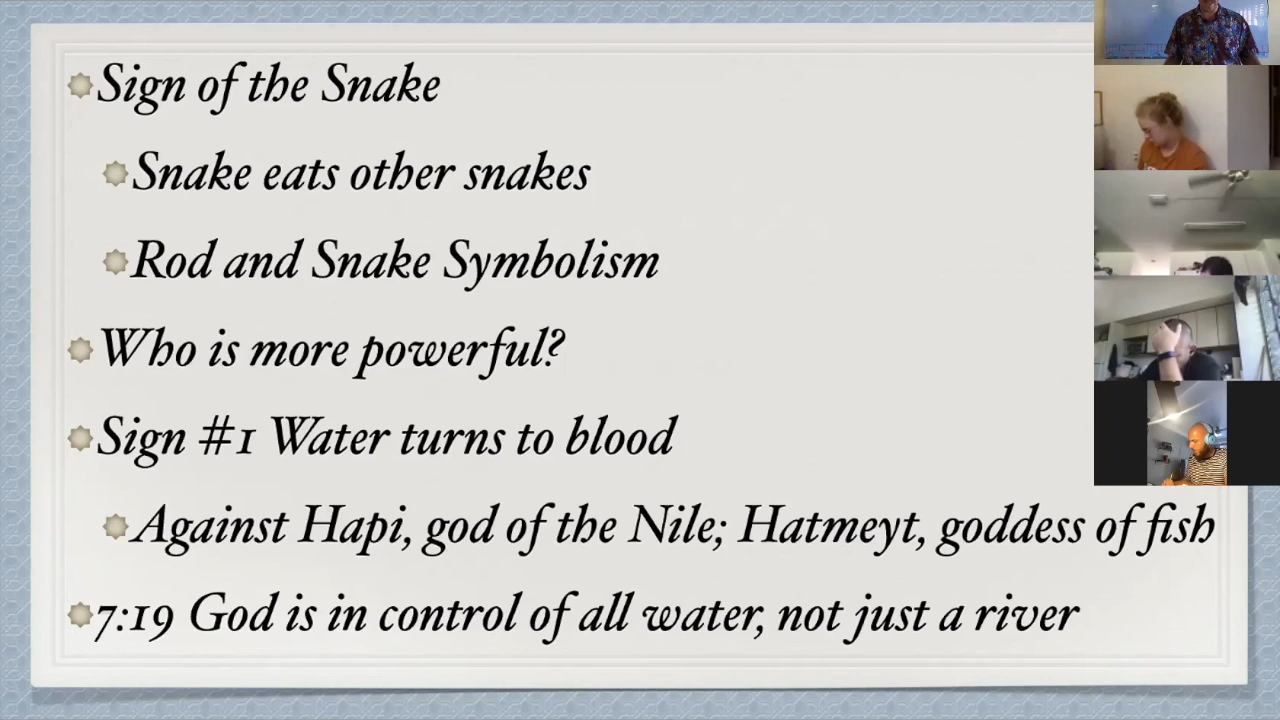 Sign of the Snake
Snake eats other snakes
Rod and Snake Symbolism
Who is more powerful?
Sign #1 Water turns to blood
Against Hapi, god of the Nile; Hatmeyt, goddess of fish
7:19 God is in control of all water, not just a river